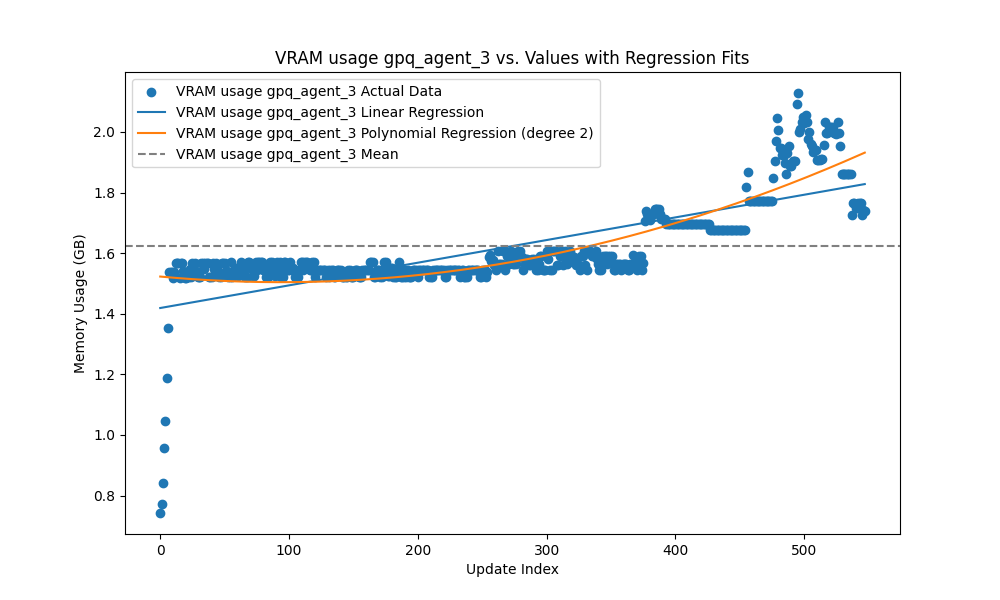 VRAM usage gpq_agent_3 vs. Values with Regression Fits
VRAM usage gpq_agent_3 Actual Data
VRAM usage gpq_agent_3 Linear Regression
VRAM usage gpq_agent_3 Polynomial Regression (degree 2)
VRAM usage gpq_agent_3 Mean
Memory Usage (GB)
2.0
1.8
1.6
1.4
1.2
1.0
0.8
0 100 200 300 400 500
Update Index